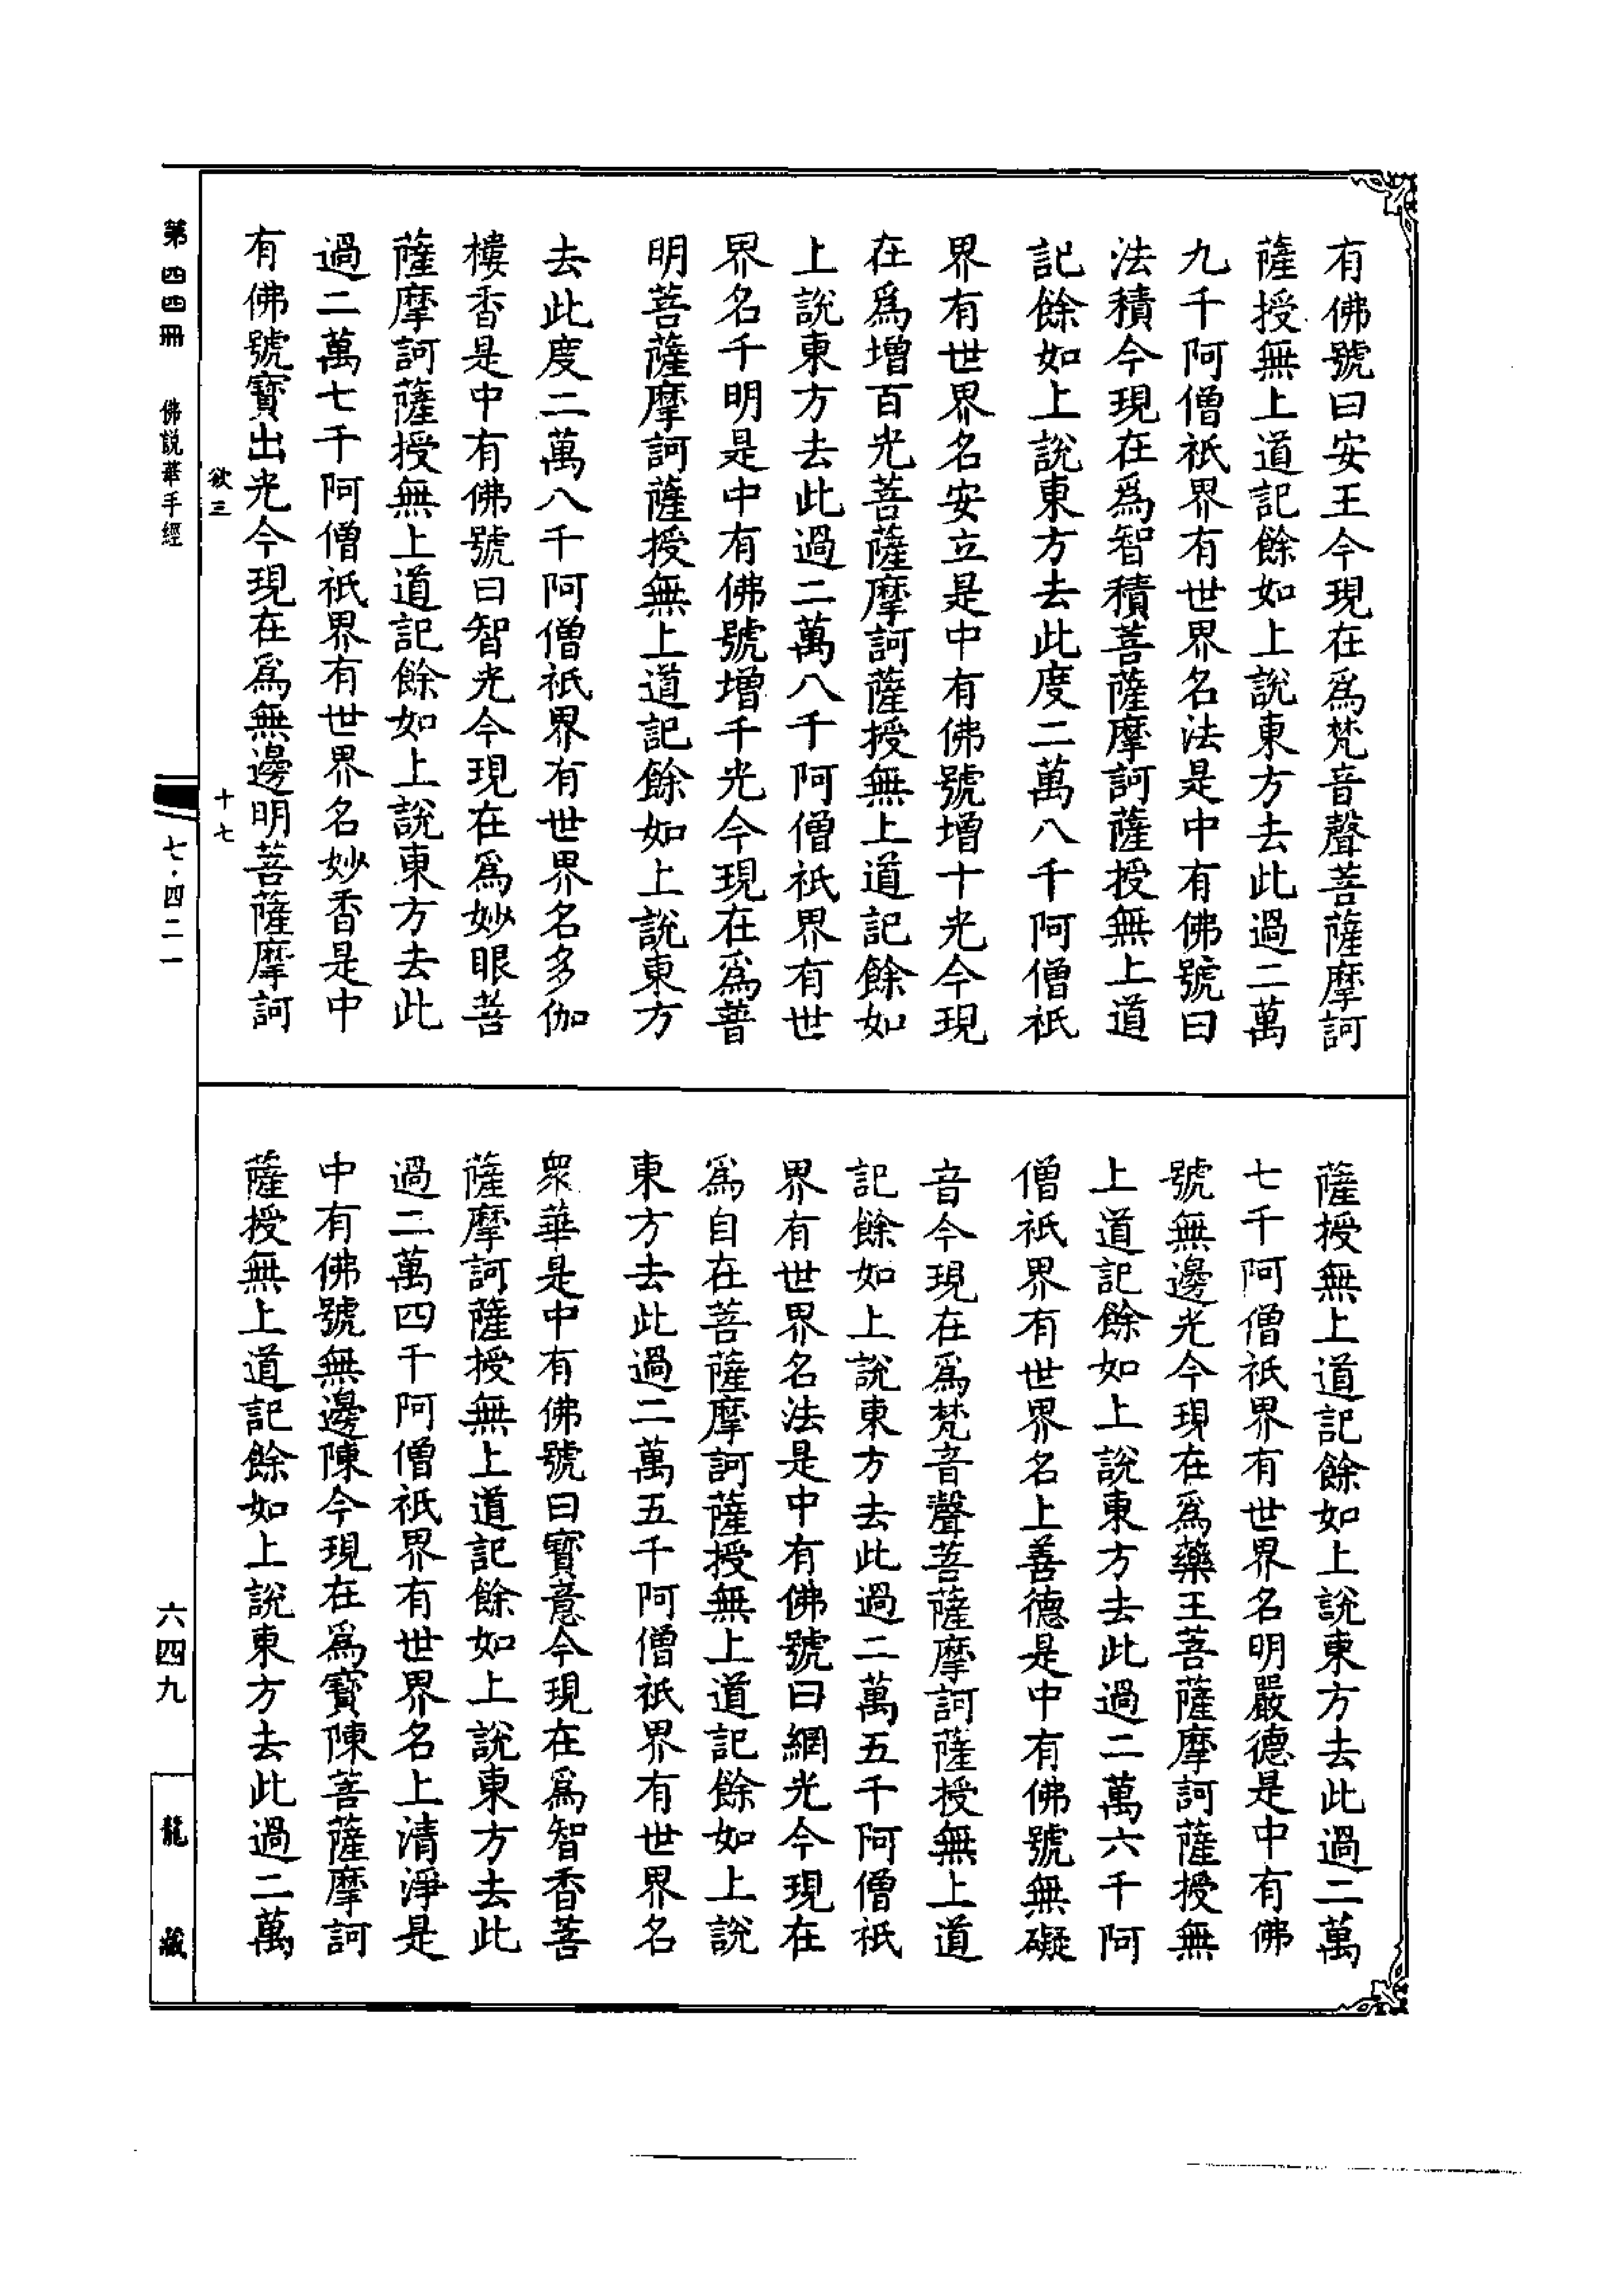 有佛號曰安王今現在爲梵音聲菩薩摩訶
薩授無上道記餘如上說東方去此過二萬
九千阿僧祇界有世界名法是中有佛號曰
法積今現在爲智積菩薩摩訶薩授無上道
記餘如上說東方去此度二萬八千阿僧祇
界有世界名安立是中有佛號增十光今現
在爲增百光菩薩摩訶薩授無上道記餘如
上說東方去此過二萬八千阿僧祇界有世
界名千明是中有佛號增千光今現在爲普
明菩薩摩訶薩授無上道記餘如上說東方
去此度二萬八千阿僧祇界有世界名多伽
樓香是中有佛號曰智光今現在爲妙眼菩
薩摩訶薩授無上道記餘如上說東方去此
過二萬七千阿僧祇界有世界名妙香是中
有佛號寶出光今現在爲無邊明菩薩摩訶
薩授無上道記餘如上說東方去此過二萬
七千阿僧祇界有世界名明嚴德是中有佛
號無邊光今現在爲藥王菩薩摩訶薩授無
上道記餘如上說東方去此過二萬六千阿
僧祇界有世界名上善德是中有佛號無礙
音今現在爲梵音聲菩薩摩訶薩授無上道
記餘如上說東方去此過二萬五千阿僧祇
界有世界名法是中有佛號曰網光今現在
爲自在菩薩摩訶薩授無上道記餘如上說
東方去此過二萬五千阿僧祇界有世界名
眾華是中有佛號曰寶意今現在爲智香菩
薩摩訶薩授無上道記餘如上說東方去此
過二萬四千阿僧祇界有世界名上清淨是
中有佛號無邊陳今現在爲寶陳菩薩摩訶
薩授無上道記餘如上說東方去此過二萬
欲三
十七
第四四冊 佛説華手經
七·四二一
六四九
龍藏